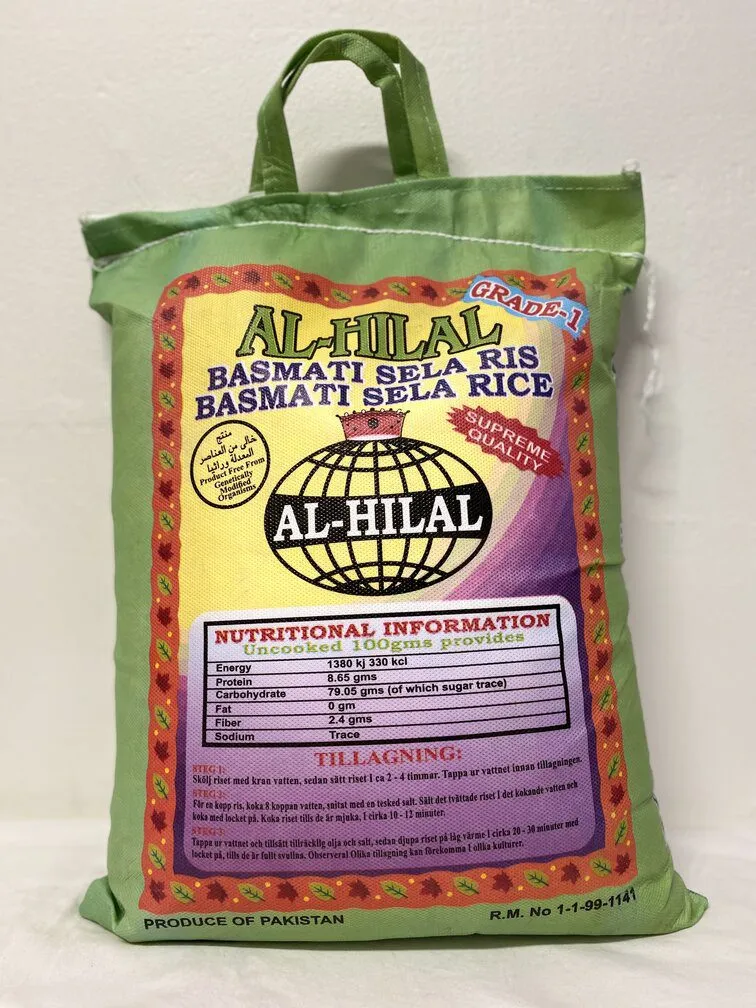 GRADE-1
AL-HILAL
BASMATI SELA RIS
BASMATI SELA RICE
SUPREME
QUALITY
منتج
خالى من العناصر
المعدلة وراثيا
Product Free From
Genetically
Modified
Organisms
AL-HILAL
NUTRITIONAL INFORMATION
Uncooked 100gms provides
Energy 1380 kj 330 kcl
Protein 8.65 gms
Carbohydrate 79.05 gms (of which sugar trace)
Fat 0 gm
Fiber 2.4 gms
Sodium Trace
TILLAGNING:
STEG 1:
Skölj riset med kran vatten, sedan sätt riset I ca 2 - 4 timmar. Tappa ur vattnet innan tillagningen.
STEG 2:
För en kopp ris, koka 8 koppan vatten, snitat med en tesked salt. Sält det tvättade riset I det kokande vatten och
koka med locket på. Koka riset tills de är mjuka, I cirka 10 - 12 minuter.
STEG 3:
Tappa ur vattnet och tillsätt tillräcklig olja och salt, sedan djupa riset på låg värme I cirka 20 - 30 minuter med
locket på, tills de är fullt svullna. Observeral Olika tillagning kan förekomma I olika kulturer.
PRODUCE OF PAKISTAN
R.M. No 1-1-99-1141